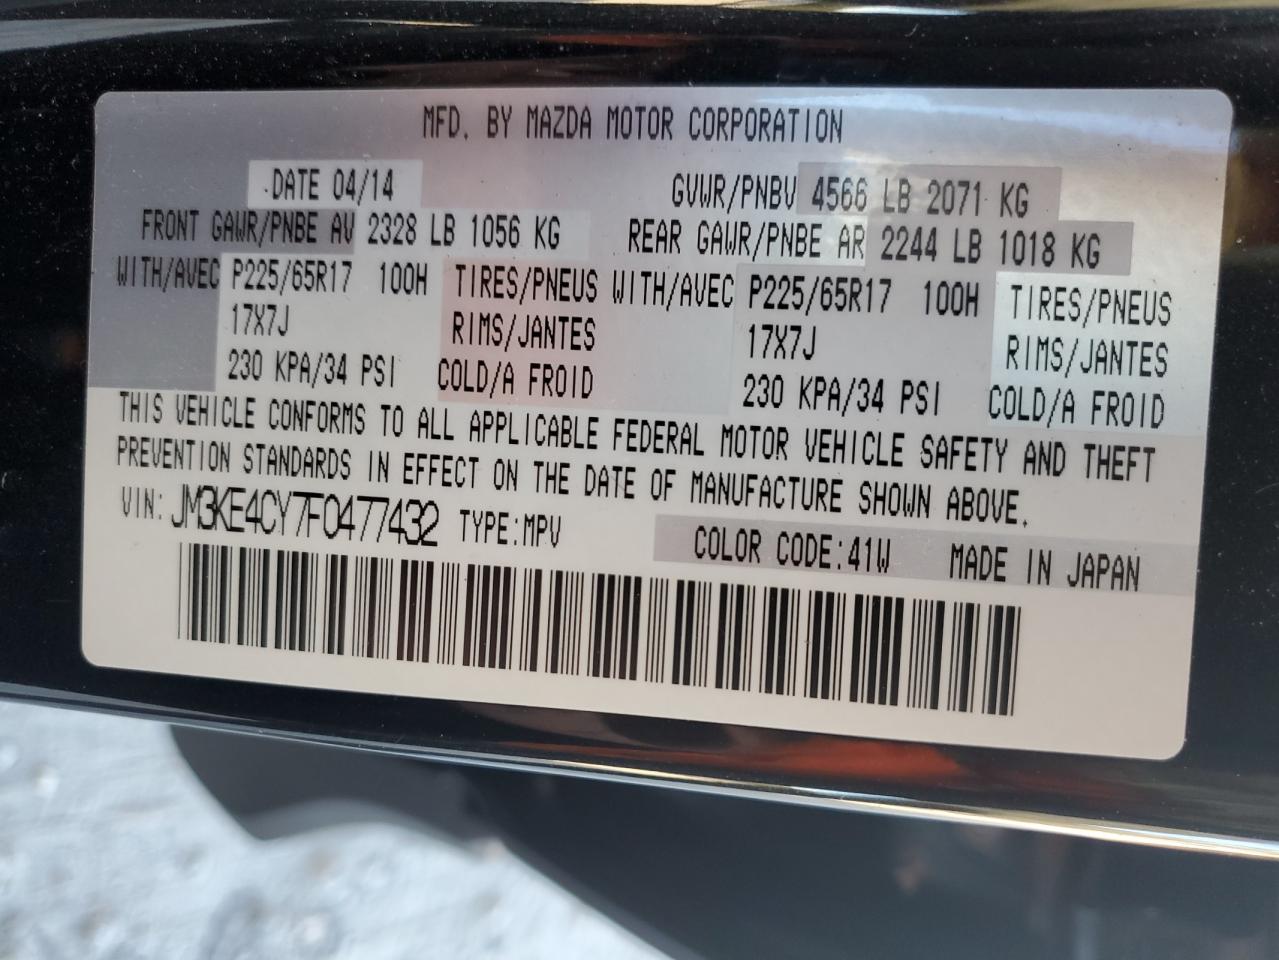 MFD. BY MAZDA MOTOR CORPORATION
DATE 04/14 GVWR/PNBV 4566 LB 2071 KG
FRONT GAWR/PNBE AV 2328 LB 1056 KG REAR GAWR/PNBE AR 2244 LB 1018 KG
WITH/AVEC P225/65R17 100H TIRES/PNEUS WITH/AVEC P225/65R17 100H TIRES/PNEUS
17X7J RIMS/JANTES 17X7J RIMS/JANTES
230 KPA/34 PSI COLD/A FROID 230 KPA/34 PSI COLD/A FROID
THIS VEHICLE CONFORMS TO ALL APPLICABLE FEDERAL MOTOR VEHICLE SAFETY AND THEFT
PREVENTION STANDARDS IN EFFECT ON THE DATE OF MANUFACTURE SHOWN ABOVE.
VIN: JM3KE4CY7F0477432 TYPE:MPV COLOR CODE:41W MADE IN JAPAN